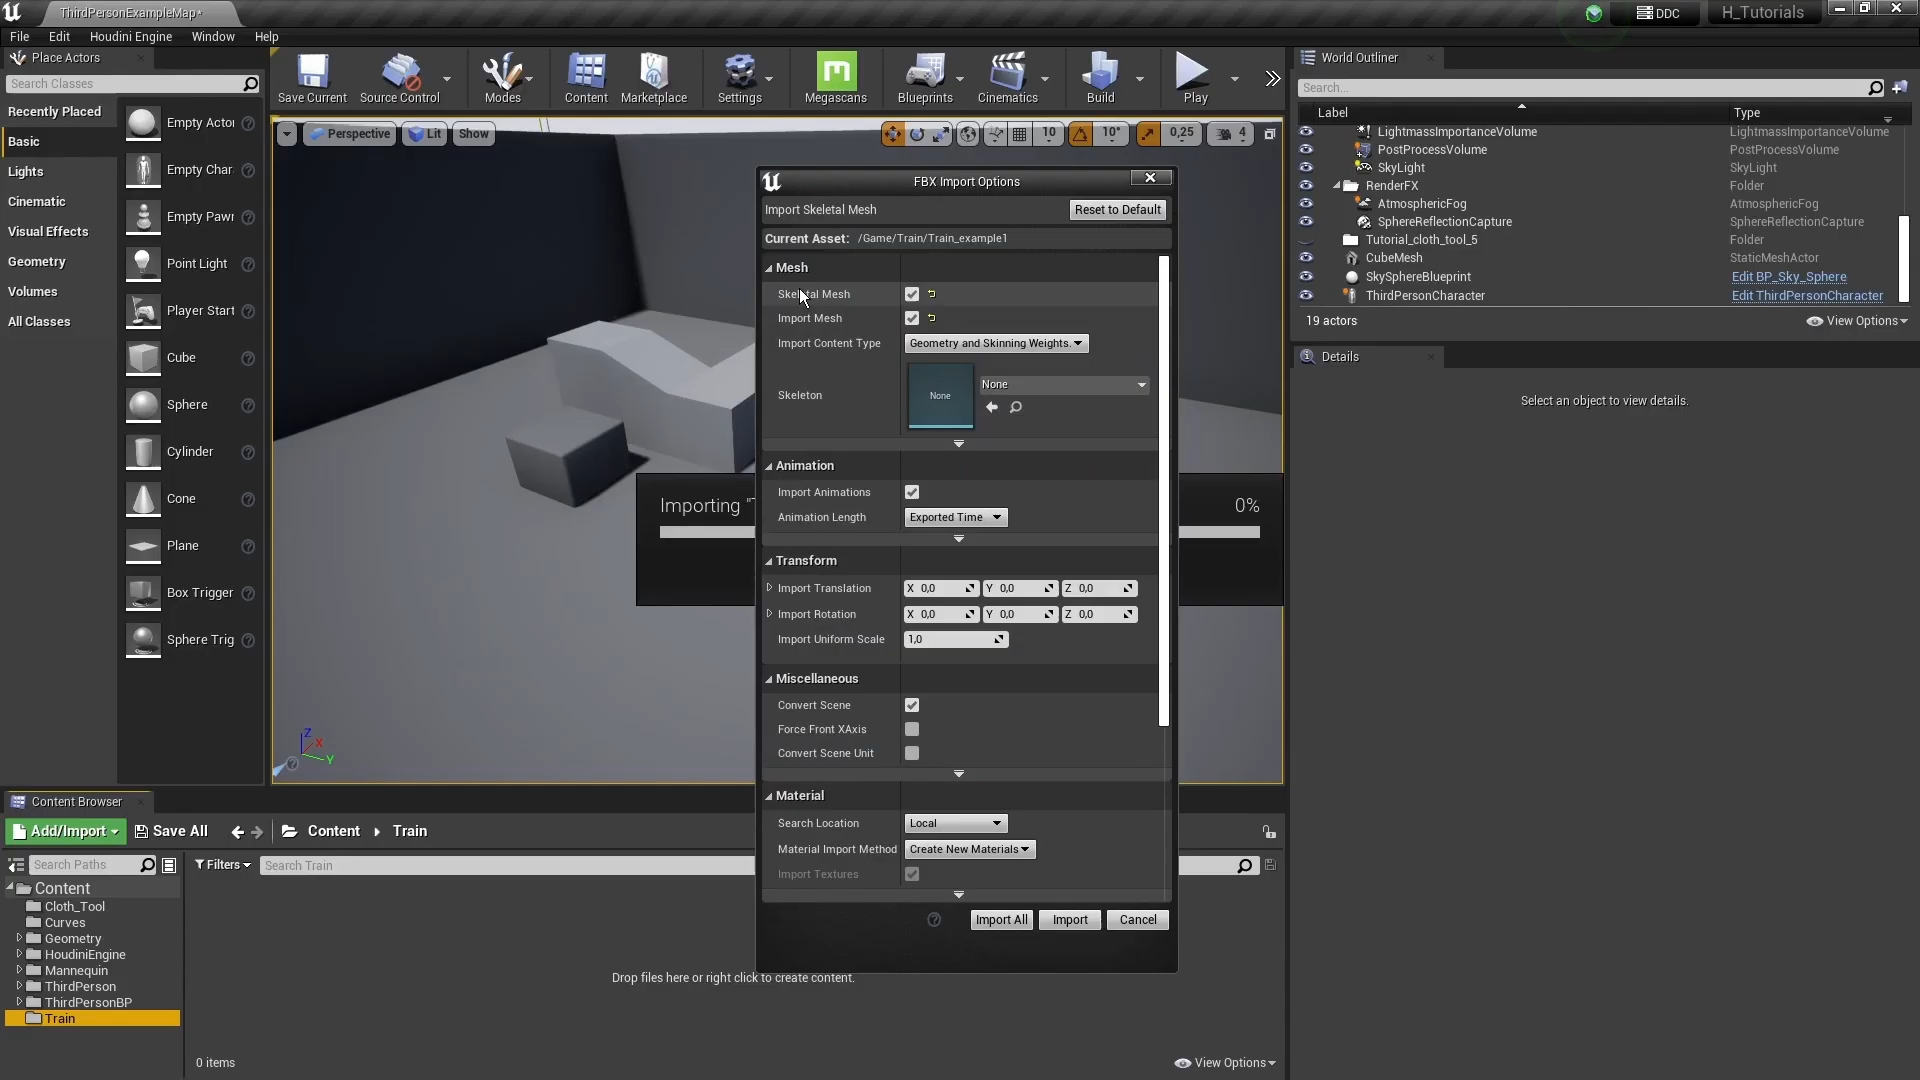 ThirdPersonExampleMap*
DDC
H_Tutorials
File Edit Houdini Engine Window Help
Place Actors
Search Classes
Recently Placed
Basic
Lights
Cinematic
Visual Effects
Geometry
Volumes
All Classes
Empty Actor
Empty Char
Empty Pawn
Point Light
Player Start
Cube
Sphere
Cylinder
Cone
Plane
Box Trigger
Sphere Trig
Save Current
Source Control
Modes
Content
Marketplace
Settings
Megascans
Blueprints
Cinematics
Build
Play
Perspective
Lit
Show
10
10°
0,25
4
Z
X
Y
Importing "T
0%
FBX Import Options
Import Skeletal Mesh
Reset to Default
Current Asset: /Game/Train/Train_example1
Mesh
Skeletal Mesh
Import Mesh
Import Content Type Geometry and Skinning Weights.
Skeleton
None
None
Animation
Import Animations
Animation Length Exported Time
Transform
Import Translation X 0,0 Y 0,0 Z 0,0
Import Rotation X 0,0 Y 0,0 Z 0,0
Import Uniform Scale 1,0
Miscellaneous
Convert Scene
Force Front XAxis
Convert Scene Unit
Material
Search Location Local
Material Import Method Create New Materials
Import Textures
Import All
Import
Cancel
World Outliner
Search...
Label Type
LightmassImportanceVolume LightmassImportanceVolume
PostProcessVolume PostProcessVolume
SkyLight SkyLight
RenderFX Folder
AtmosphericFog AtmosphericFog
SphereReflectionCapture SphereReflectionCapture
Tutorial_cloth_tool_5 Folder
CubeMesh StaticMeshActor
SkySphereBlueprint Edit BP_Sky_Sphere
ThirdPersonCharacter Edit ThirdPersonCharacter
19 actors
View Options
Details
Select an object to view details.
Content Browser
Add/Import
Save All
Content
Train
Search Paths
Filters
Search Train
Content
Cloth_Tool
Curves
Geometry
HoudiniEngine
Mannequin
ThirdPerson
ThirdPersonBP
Train
Drop files here or right click to create content.
0 items
View Options